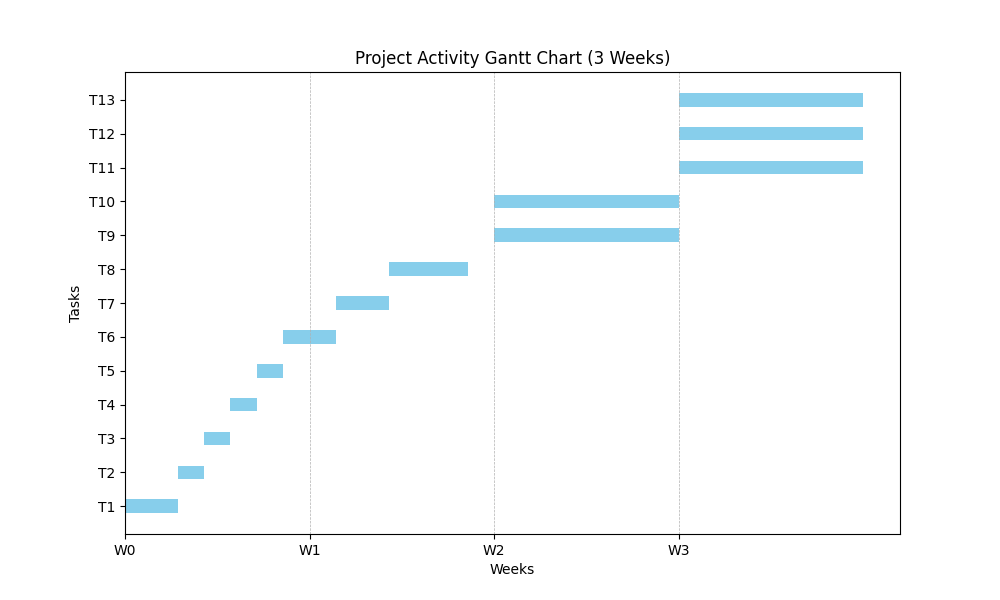 Project Activity Gantt Chart (3 Weeks)
T13
T12
T11
T10
T9
T8
T7
T6
T5
T4
T3
T2
T1
Tasks
W0 W1 W2 W3
Weeks